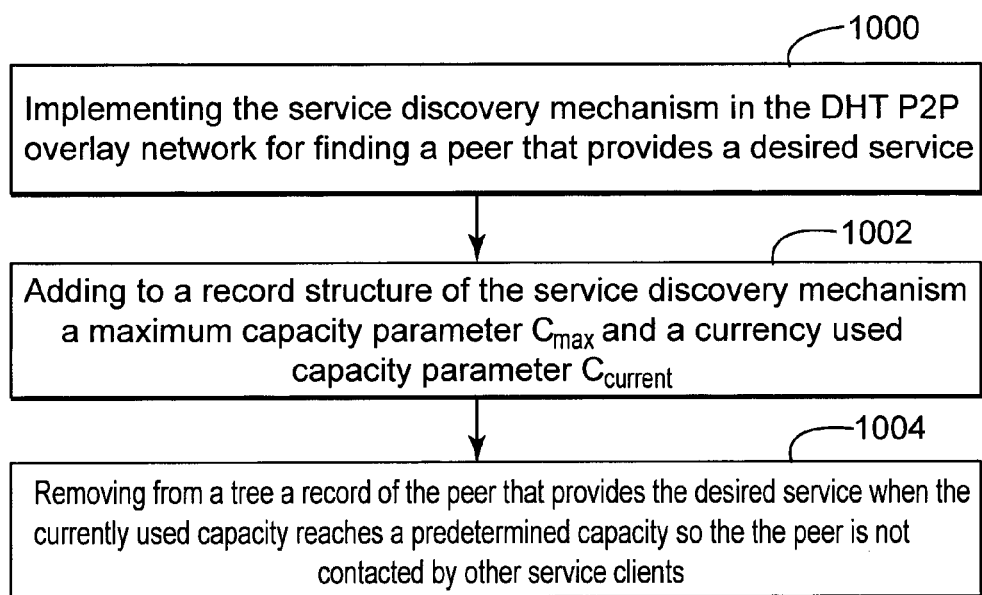 1000
Implementing the service discovery mechanism in the DHT P2P
overlay network for finding a peer that provides a desired service
1002
Adding to a record structure of the service discovery mechanism
a maximum capacity parameter Cmax and a currency used
capacity parameter Ccurrent
1004
Removing from a tree a record of the peer that provides the desired service when the
currently used capacity reaches a predetermined capacity so the the peer is not
contacted by other service clients